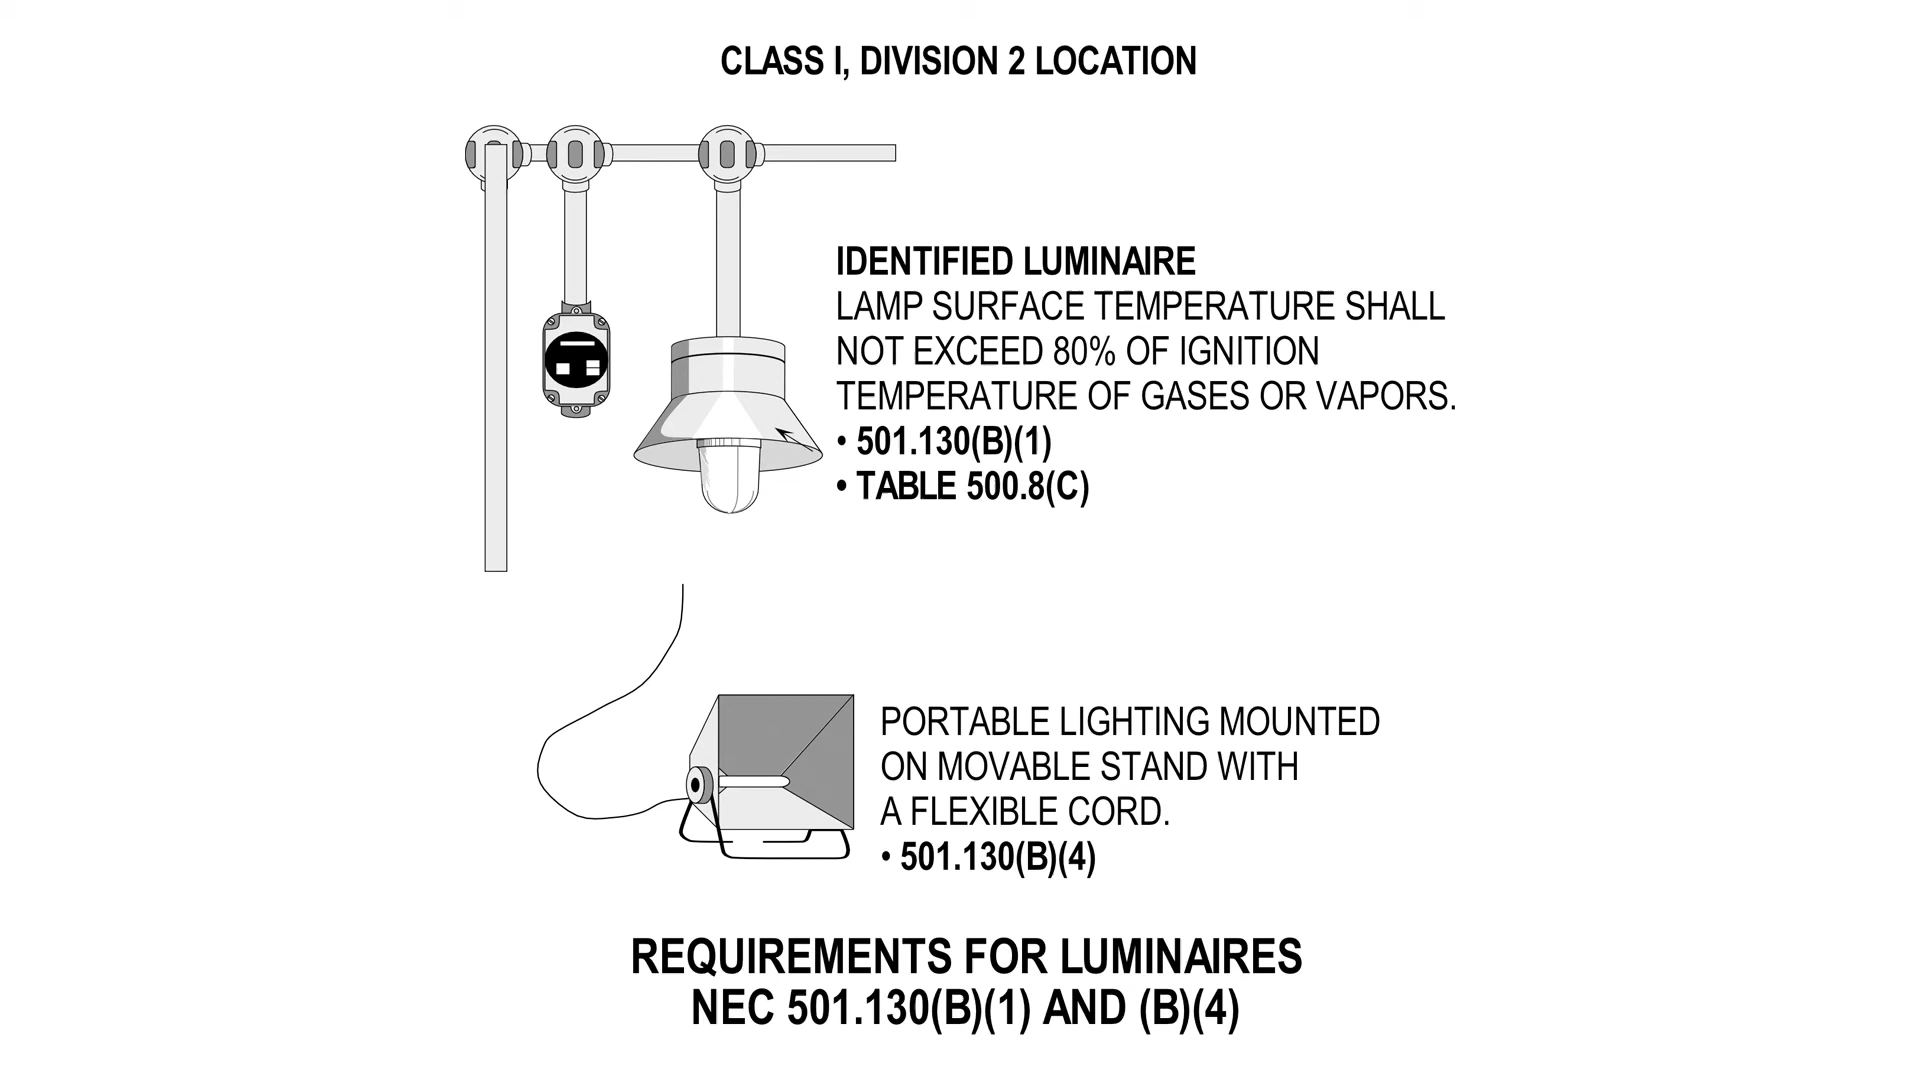 CLASS I, DIVISION 2 LOCATION
IDENTIFIED LUMINAIRE
LAMP SURFACE TEMPERATURE SHALL
NOT EXCEED 80% OF IGNITION
TEMPERATURE OF GASES OR VAPORS.
• 501.130(B)(1)
• TABLE 500.8(C)
PORTABLE LIGHTING MOUNTED
ON MOVABLE STAND WITH
A FLEXIBLE CORD.
• 501.130(B)(4)
REQUIREMENTS FOR LUMINAIRES
NEC 501.130(B)(1) AND (B)(4)